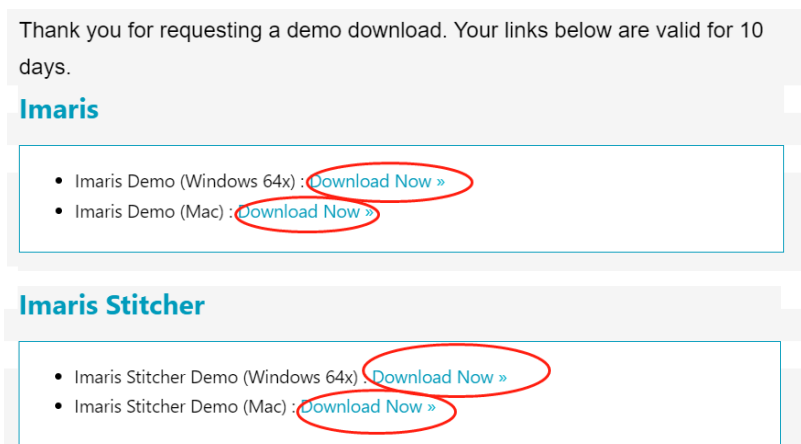 Thank you for requesting a demo download. Your links below are valid for 10
days.
Imaris
• Imaris Demo (Windows 64x) : Download Now »
• Imaris Demo (Mac) : Download Now »
Imaris Stitcher
• Imaris Stitcher Demo (Windows 64x) : Download Now »
• Imaris Stitcher Demo (Mac) : Download Now »